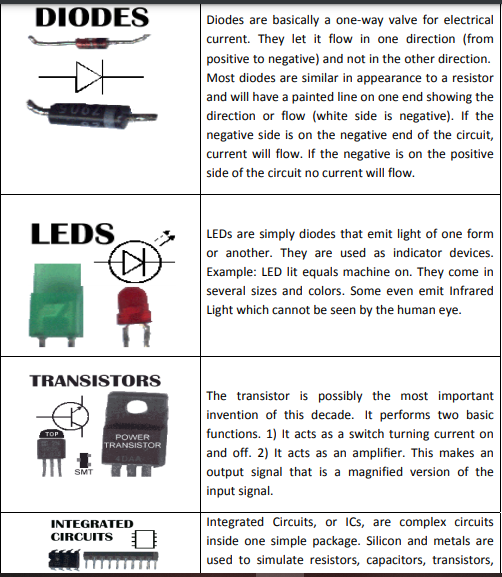 DIODES
Diodes are basically a one-way valve for electrical
current. They let it flow in one direction (from
positive to negative) and not in the other direction.
Most diodes are similar in appearance to a resistor
and will have a painted line on one end showing the
direction or flow (white side is negative). If the
negative side is on the negative end of the circuit,
current will flow. If the negative is on the positive
side of the circuit no current will flow.
LEDS
LEDs are simply diodes that emit light of one form
or another. They are used as indicator devices.
Example: LED lit equals machine on. They come in
several sizes and colors. Some even emit Infrared
Light which cannot be seen by the human eye.
TRANSISTORS
TOP
POWER
TRANSISTOR
SMT
The transistor is possibly the most important
invention of this decade. It performs two basic
functions. 1) It acts as a switch turning current on
and off. 2) It acts as an amplifier. This makes an
output signal that is a magnified version of the
input signal.
INTEGRATED
CIRCUITS
Integrated Circuits, or ICs, are complex circuits
inside one simple package. Silicon and metals are
used to simulate resistors, capacitors, transistors,